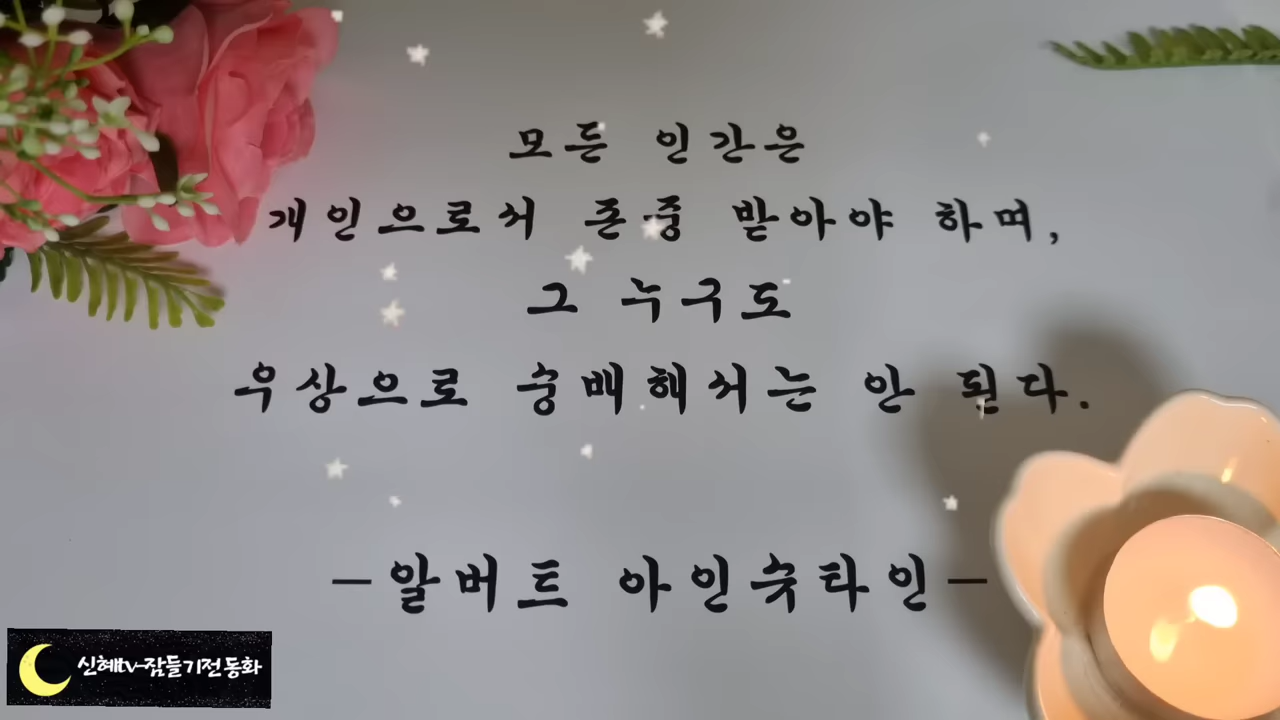 모든 인간은
개인으로서 존중 받아야 하며,
그 누구도
우상으로 숭배해서는 안 된다.
-알버트 아인슛타인-
신혜tv-잠들기전 동화